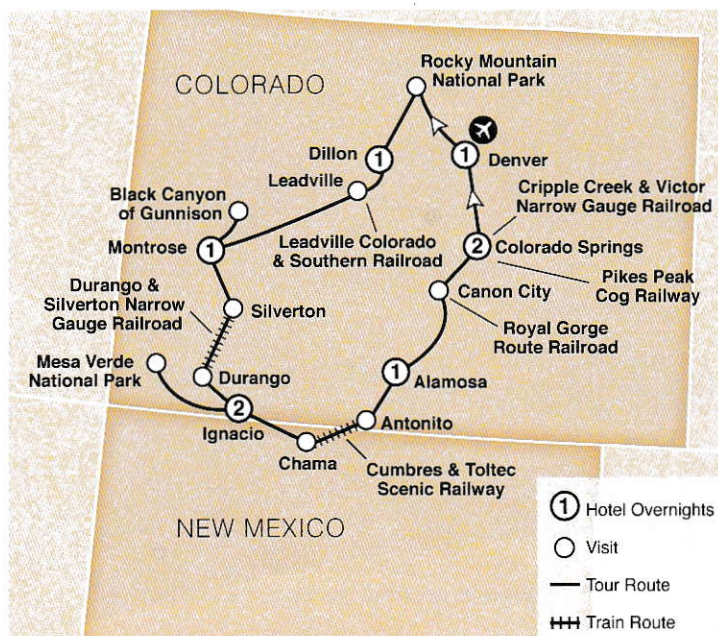 Rocky Mountain
National Park
COLORADO
1
Denver
Dillon
1
Leadville
Cripple Creek & Victor
Narrow Gauge Railroad
Black Canyon
of Gunnison
Leadville Colorado
& Southern Railroad
2
Colorado Springs
Montrose
1
Pikes Peak
Cog Railway
Durango &
Silverton Narrow
Gauge Railroad
Silverton
Canon City
Royal Gorge
Route Railroad
Mesa Verde
National Park
Durango
1
Alamosa
2
Ignacio
Antonito
Chama
Cumbres & Toltec
Scenic Railway
NEW MEXICO
1 Hotel Overnights
Visit
Tour Route
Train Route